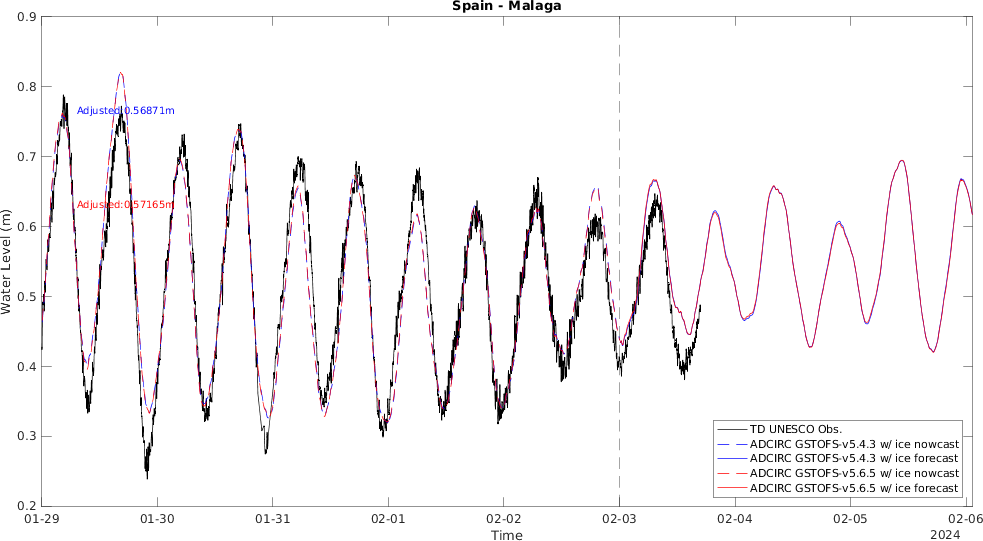 Spain - Malaga
0.9
0.8
0.7
0.6
0.5
0.4
0.3
0.2
Water Level (m)
Adjusted:0.56871m
Adjusted:0.57165m
TD UNESCO Obs.
ADCIRC GSTOFS-v5.4.3 w/ ice nowcast
ADCIRC GSTOFS-v5.4.3 w/ ice forecast
ADCIRC GSTOFS-v5.6.5 w/ ice nowcast
ADCIRC GSTOFS-v5.6.5 w/ ice forecast
01-29 01-30 01-31 02-01 02-02 02-03 02-04 02-05 02-06
Time
2024